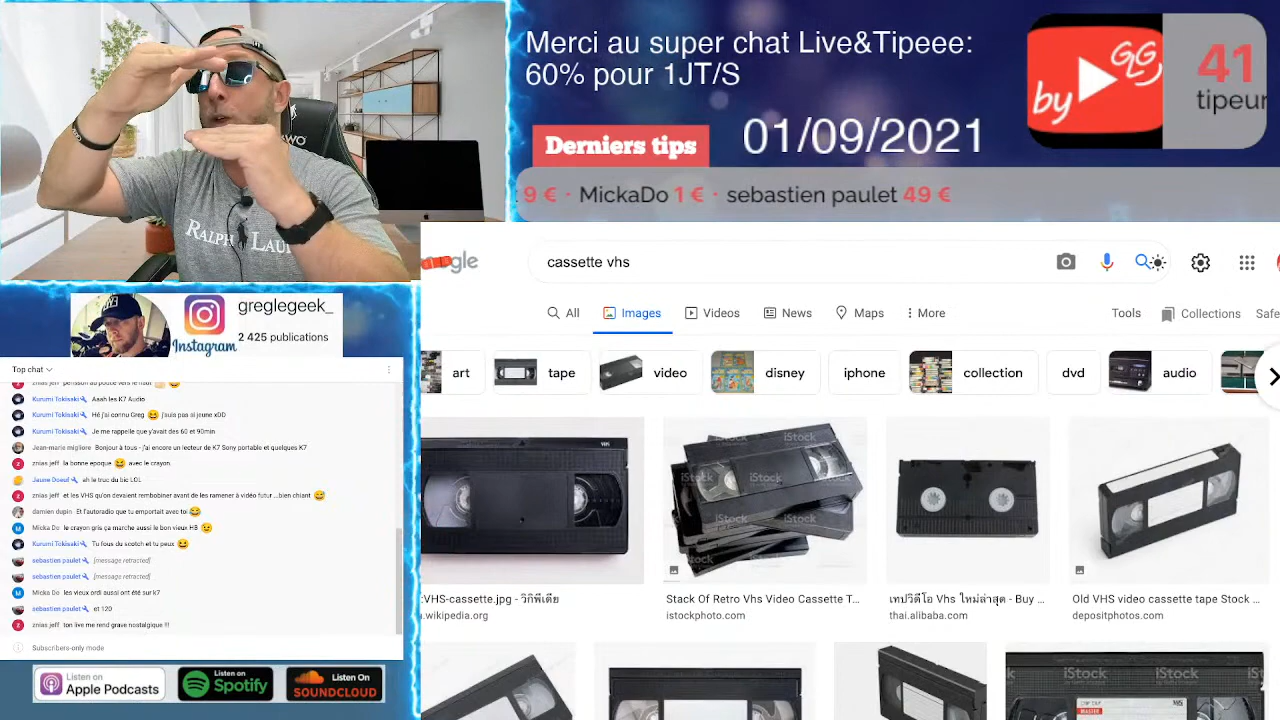 Merci au super chat Live&Tipeee:
60% pour 1JT/S
Derniers tips
01/09/2021
by GLG
41
tipeur
9 € · MickaDo 1 € · sebastien paulet 49 €
RALPH LAU
cassette vhs
All Images Videos News Maps More Tools Collections Safe
art tape video disney iphone collection dvd audio
:VHS-cassette.jpg - วิกิพีเดีย
.wikipedia.org
Stack Of Retro Vhs Video Cassette T...
istockphoto.com
เทปวิดีโอ Vhs ใหม่ล่าสุด - Buy ...
thai.alibaba.com
Old VHS video cassette tape Stock ...
depositphotos.com
iStock
iStock
iStock
iStock
iStock
iStock
iStock
greglegeek_
2 425 publications
Instagram
Top chat
Kurumi Tokisaki Aaah les K7 Audio
Kurumi Tokisaki Hé j'ai connu Greg 😆 j'suis pas si jeune xDD
Kurumi Tokisaki Je me rappelle que y'avait des 60 et 90min
Jean-marie migliore Bonjour à tous - j'ai encore un lecteur de K7 Sony portable et quelques K7
znias jeff la bonne epoque 😆 avec le crayon.
Jaune Doeuf ah le truc du bic LOL
znias jeff et les VHS qu'on devaient rembobiner avant de les ramener à vidéo futur ...bien chiant 😅
damien dupin Et l'autoradio que tu emportait avec toi 😂
Micka Do le crayon gris ça marche aussi le bon vieux HB 😉
Kurumi Tokisaki Tu fous du scotch et tu peux 😆
sebastien paulet [message retracted]
sebastien paulet [message retracted]
Micka Do les vieux ordi aussi ont été sur k7
sebastien paulet et 120
znias jeff ton live me rend grave nostalgique !!!
Subscribers-only mode
Listen on
Apple Podcasts
Listen on
Spotify
Listen On
SOUNDCLOUD